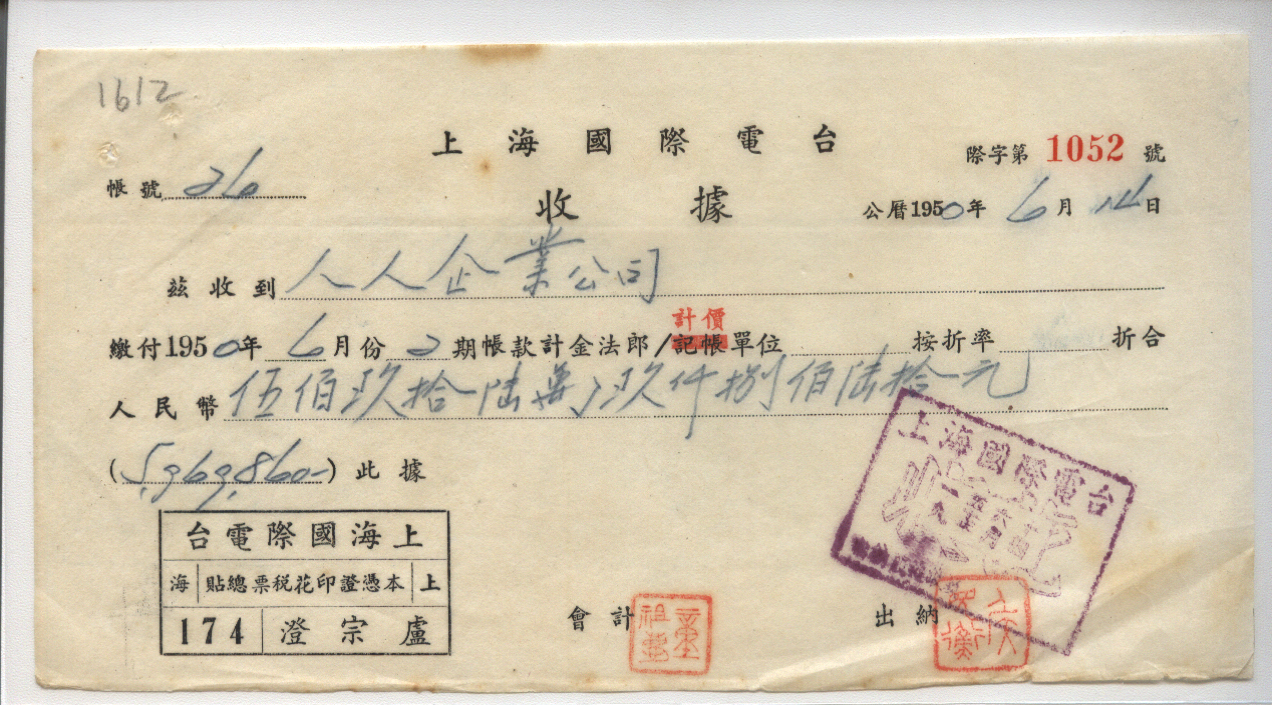 1612
上海國際電台
際字第 1052 號
帳號 26
收據
公曆1950年 6月 14日
茲收到 人人企業公司
計價
繳付1950年 6月份 2期帳款計金法郎/記帳單位 按折率 折合
人民幣 伍佰玖拾陸萬玖仟捌佰陸拾元
(5,969,860-) 此據
上海國際電台
台電際國海上
海 貼總票稅花印證憑本 上
174 澄宗盧
會計
出納